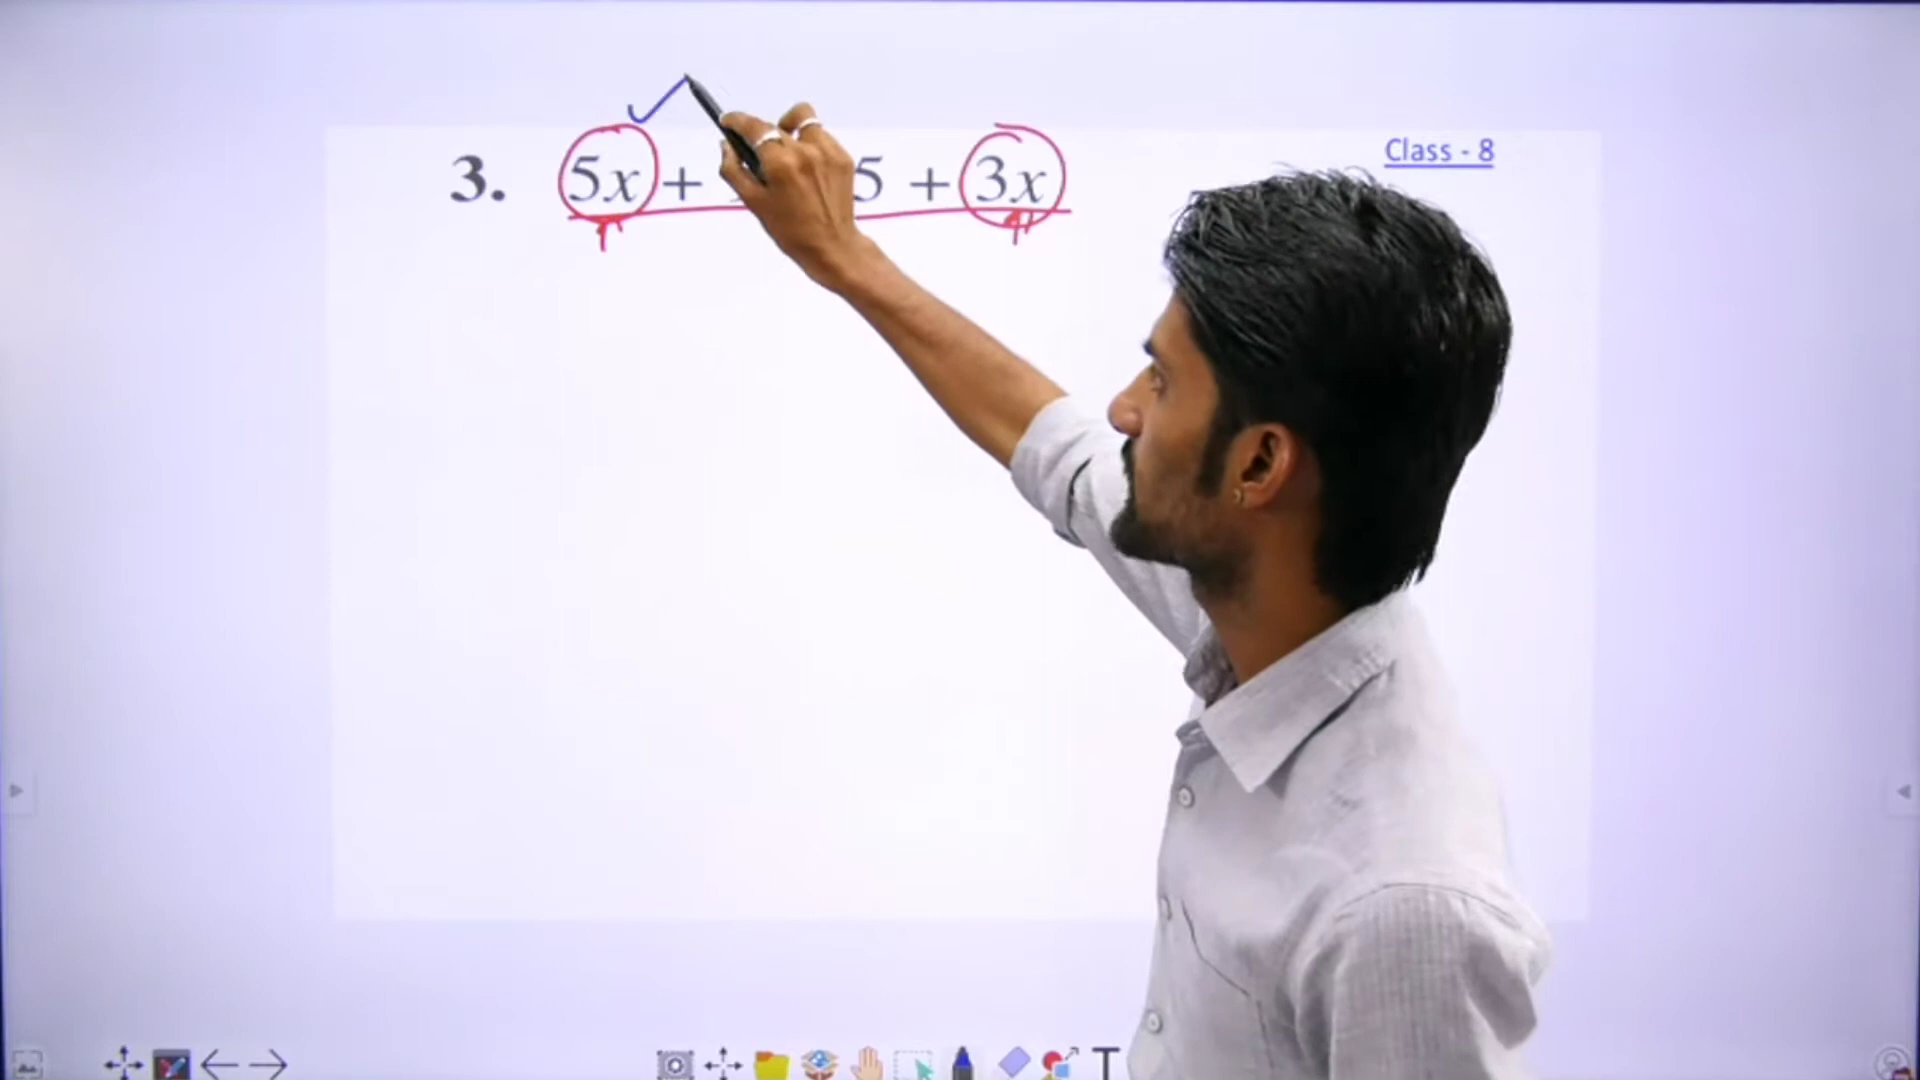 Class - 8
3. 5x + 5 + 3x